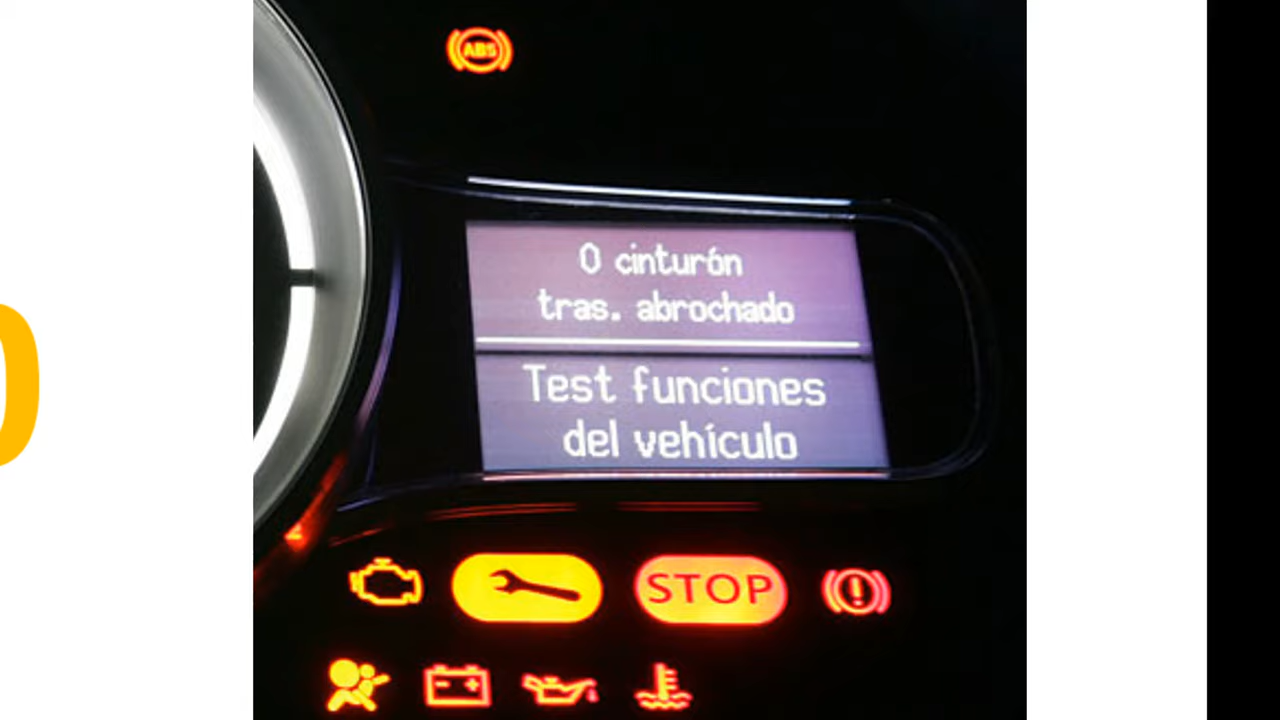 ABS
0 cinturón
tras. abrochado
Test funciones
del vehículo
STOP